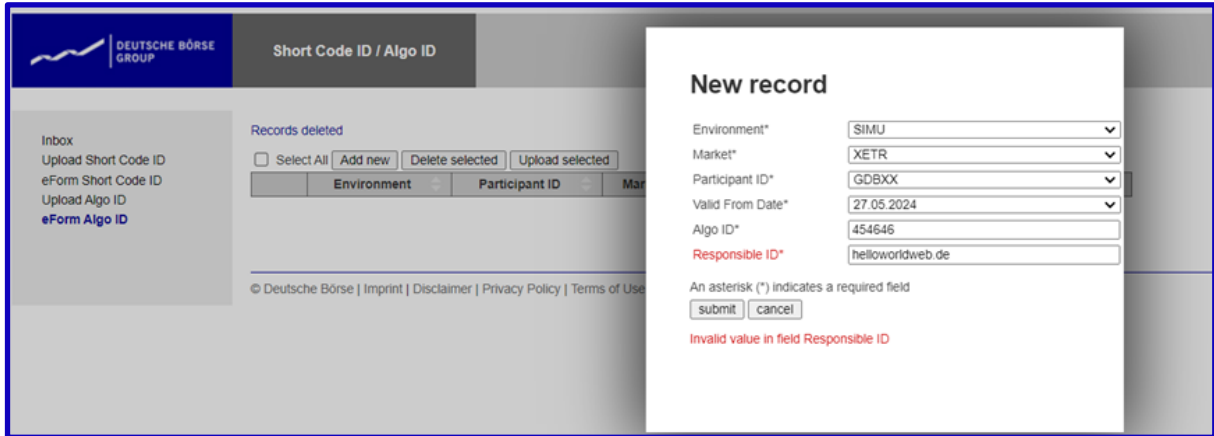 DEUTSCHE BÖRSE
GROUP
Short Code ID / Algo ID
Inbox
Upload Short Code ID
eForm Short Code ID
Upload Algo ID
eForm Algo ID
Records deleted
Select All Add new Delete selected Upload selected
Environment Participant ID Mar
© Deutsche Börse | Imprint | Disclaimer | Privacy Policy | Terms of Use
New record
Environment* SIMU
Market* XETR
Participant ID* GDBXX
Valid From Date* 27.05.2024
Algo ID* 454646
Responsible ID* helloworldweb.de
An asterisk (*) indicates a required field
submit cancel
Invalid value in field Responsible ID